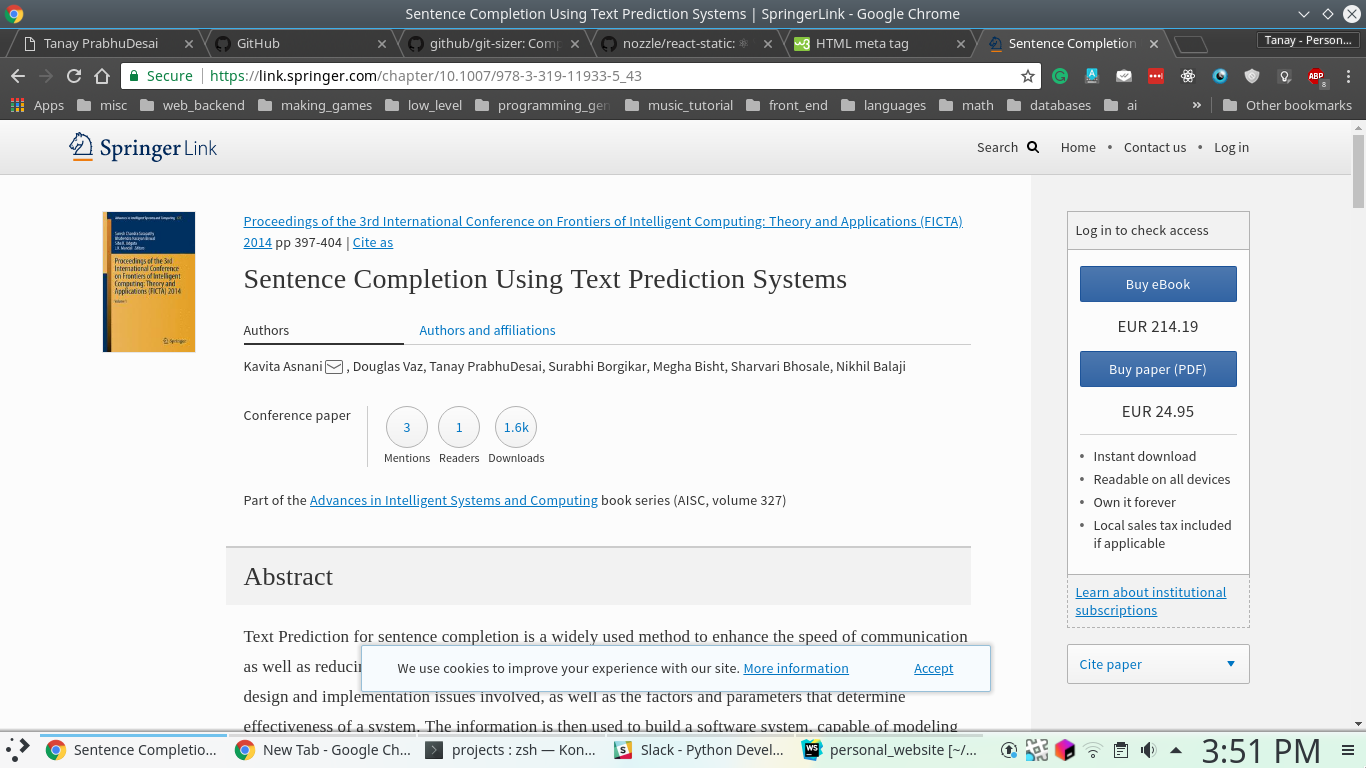 Sentence Completion Using Text Prediction Systems | SpringerLink - Google Chrome
Tanay PrabhuDesai
GitHub
github/git-sizer: Comp
nozzle/react-static: ⚛
HTML meta tag
Sentence Completion
Tanay - Person...
Secure https://link.springer.com/chapter/10.1007/978-3-319-11933-5_43
Apps misc web_backend making_games low_level programming_gen music_tutorial front_end languages math databases ai » Other bookmarks
Springer Link
Search Home • Contact us • Log in
Proceedings of the 3rd International Conference on Frontiers of Intelligent Computing: Theory and Applications (FICTA)
2014 pp 397-404 | Cite as
Sentence Completion Using Text Prediction Systems
Authors Authors and affiliations
Kavita Asnani , Douglas Vaz, Tanay PrabhuDesai, Surabhi Borgikar, Megha Bisht, Sharvari Bhosale, Nikhil Balaji
Conference paper
3 1 1.6k
Mentions Readers Downloads
Part of the Advances in Intelligent Systems and Computing book series (AISC, volume 327)
Abstract
Text Prediction for sentence completion is a widely used method to enhance the speed of communication
as well as reducin
design and implementation issues involved, as well as the factors and parameters that determine
effectiveness of a system. The information is then used to build a software system, capable of modeling
We use cookies to improve your experience with our site. More information Accept
Proceedings of the 3rd
International Conference
on Frontiers of Intelligent
Computing: Theory and
Applications (FICTA) 2014
Springer
Log in to check access
Buy eBook
EUR 214.19
Buy paper (PDF)
EUR 24.95
• Instant download
• Readable on all devices
• Own it forever
• Local sales tax included
if applicable
Learn about institutional
subscriptions
Cite paper
ABP
8
Sentence Completio...
New Tab - Google Ch...
projects : zsh — Kon...
Slack - Python Devel...
WS
personal_website [~/...
3:51 PM